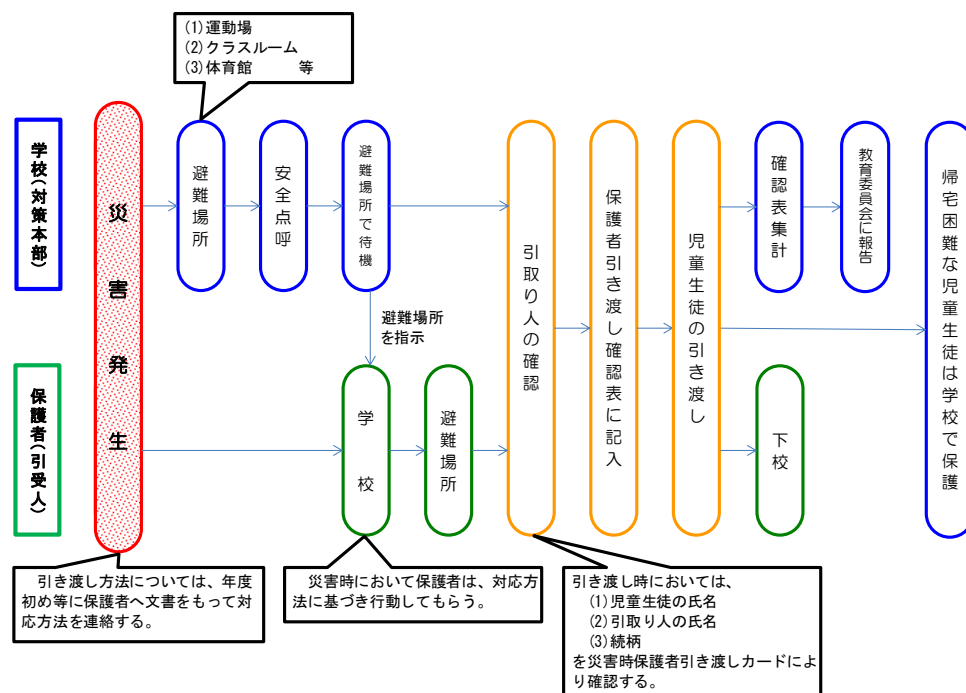 (1)運動場
(2)クラスルーム
(3)体育館　　　等
学校(対策本部)
災害発生
避難場所
安全点呼
避難場所で待機
引取り人の確認
保護者引き渡し確認表に記入
児童生徒の引き渡し
確認表集計
教育委員会に報告
帰宅困難な児童生徒は学校で保護
避難場所
を指示
保護者(引受人)
学校
避難場所
下校
引き渡し方法については、年度
初め等に保護者へ文書をもって対
応方法を連絡する。
災害時において保護者は、対応方
法に基づき行動してもらう。
引き渡し時においては、
(1)児童生徒の氏名
(2)引取り人の氏名
(3)続柄
を災害時保護者引き渡しカードによ
り確認する。